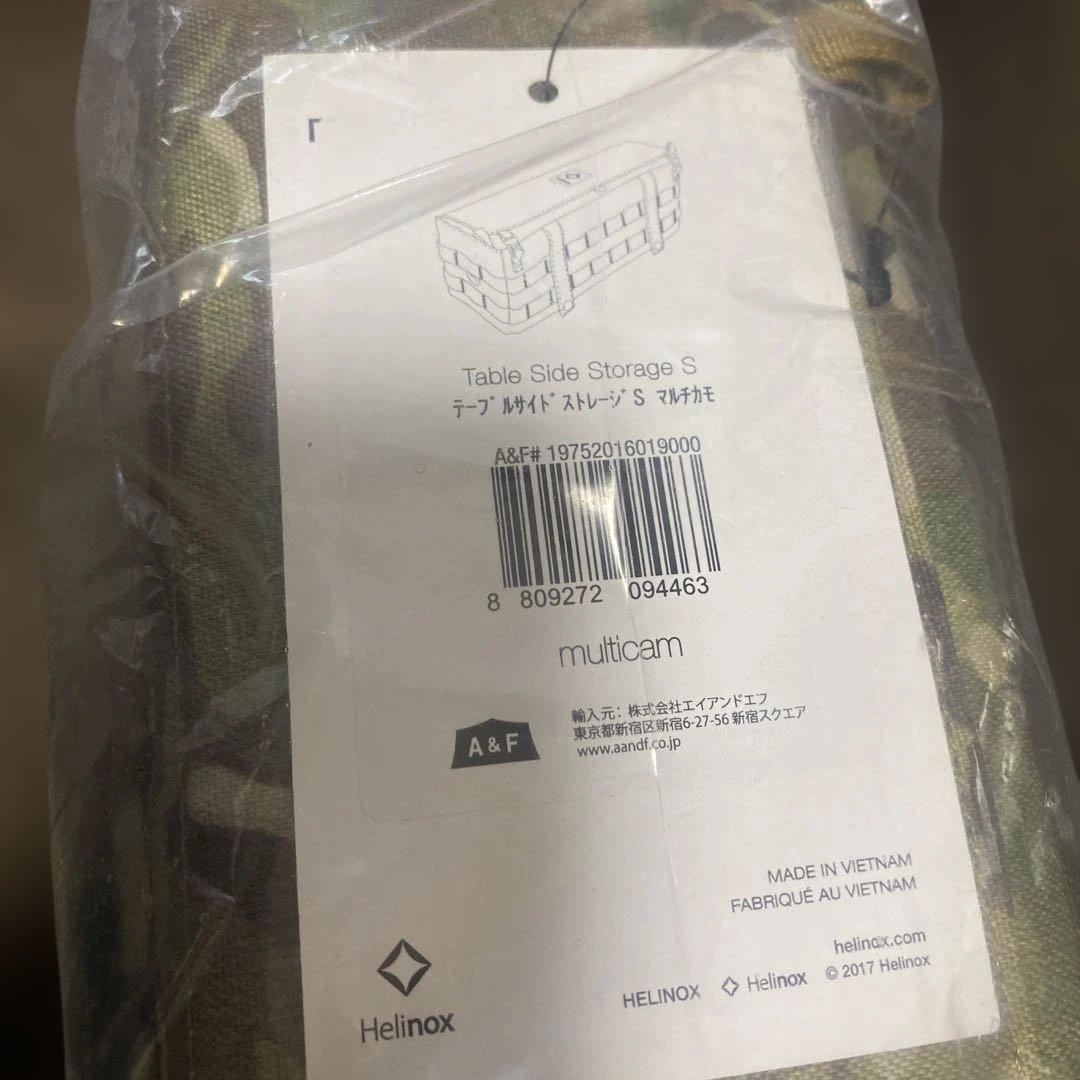 Table Side Storage S
テーブルサイドストレージS マルチカモ
A&F# 19752016019000
8 809272 094463
multicam
A & F
輸入元: 株式会社エイアンドエフ
東京都新宿区新宿6-27-56 新宿スクエア
www.aandf.co.jp
MADE IN VIETNAM
FABRIQUÉ AU VIETNAM
helinox.com
HELINOX Helinox © 2017 Helinox
Helinox